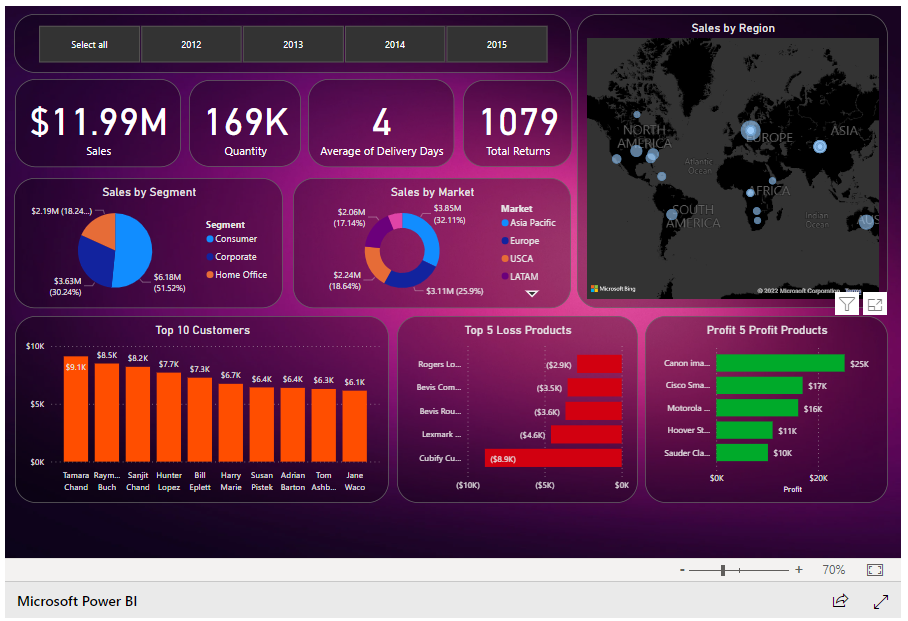 Select all
2012
2013
2014
2015
$11.99M
Sales
169K
Quantity
4
Average of Delivery Days
1079
Total Returns
Sales by Region
NORTH
AMERICA
EUROPE
ASIA
Atlantic
Ocean
AFRICA
SOUTH
AMERICA
Indian
Ocean
AUS
Microsoft Bing
© 2022 Microsoft Corporation
Terms
Sales by Segment
$2.19M (18.24...)
$3.63M
(30.24%)
$6.18M
(51.52%)
Segment
Consumer
Corporate
Home Office
Sales by Market
$2.06M
(17.14%)
$3.85M
(32.11%)
$2.24M
(18.64%)
$3.11M (25.9%)
Market
Asia Pacific
Europe
USCA
LATAM
Top 10 Customers
$10K
$5K
$0K
$9.1K
$8.5K
$8.2K
$7.7K
$7.3K
$6.7K
$6.4K
$6.4K
$6.3K
$6.1K
Tamara
Chand
Raym...
Buch
Sanjit
Chand
Hunter
Lopez
Bill
Eplett
Harry
Marie
Susan
Pistek
Adrian
Barton
Tom
Ashb...
Jane
Waco
Top 5 Loss Products
Rogers Lo...
($2.9K)
Bevis Com...
($3.5K)
Bevis Rou...
($3.6K)
Lexmark ...
($4.6K)
Cubify Cu...
($8.9K)
($10K)
($5K)
$0K
Profit 5 Profit Products
Canon ima...
$25K
Cisco Sma...
$17K
Motorola ...
$16K
Hoover St...
$11K
Sauder Cla...
$10K
$0K
$20K
Profit
-
+
70%
Microsoft Power BI